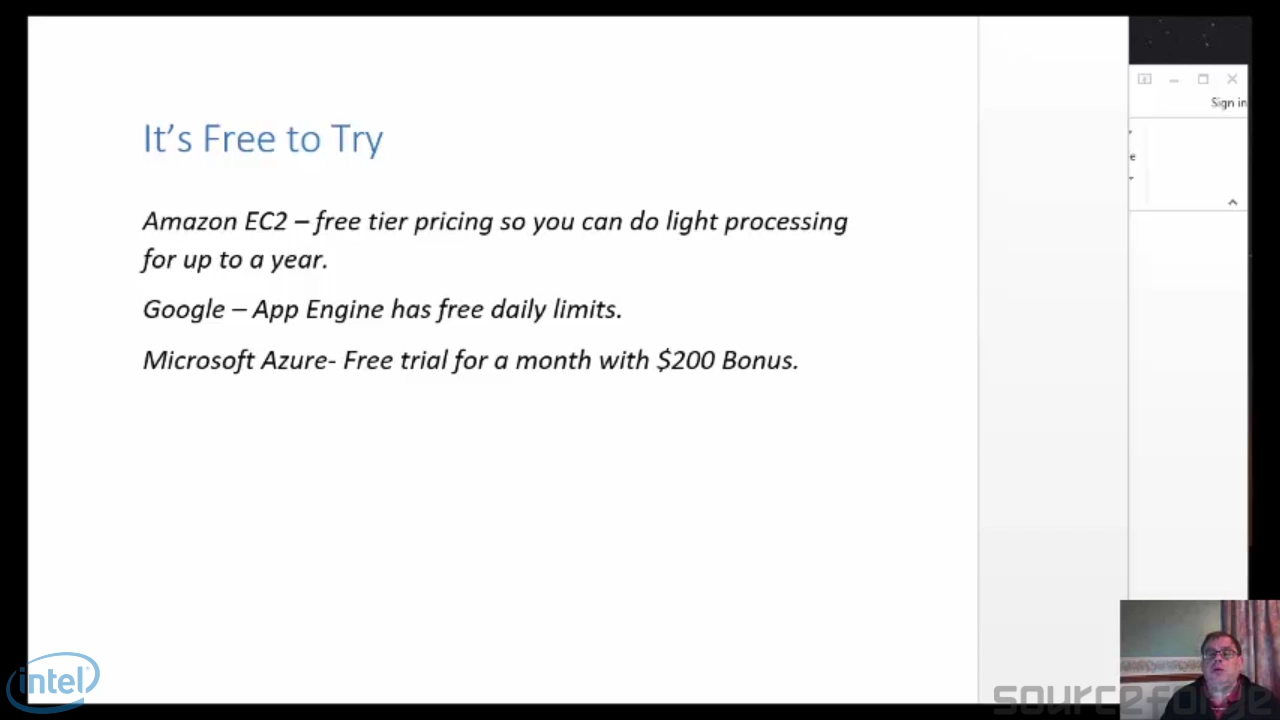 It's Free to Try
Amazon EC2 – free tier pricing so you can do light processing
for up to a year.
Google – App Engine has free daily limits.
Microsoft Azure- Free trial for a month with $200 Bonus.
Sign in
e
intel
sourceforge